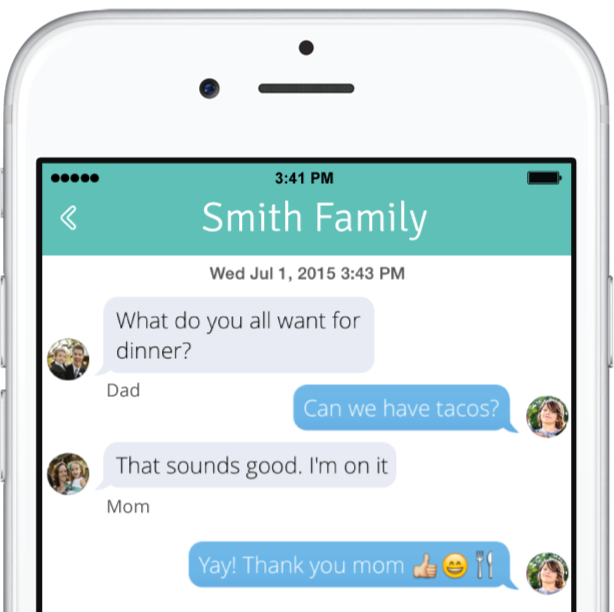 3:41 PM
Smith Family
Wed Jul 1, 2015 3:43 PM
What do you all want for
dinner?
Dad
Can we have tacos?
That sounds good. I'm on it
Mom
Yay! Thank you mom 👍😄🍴